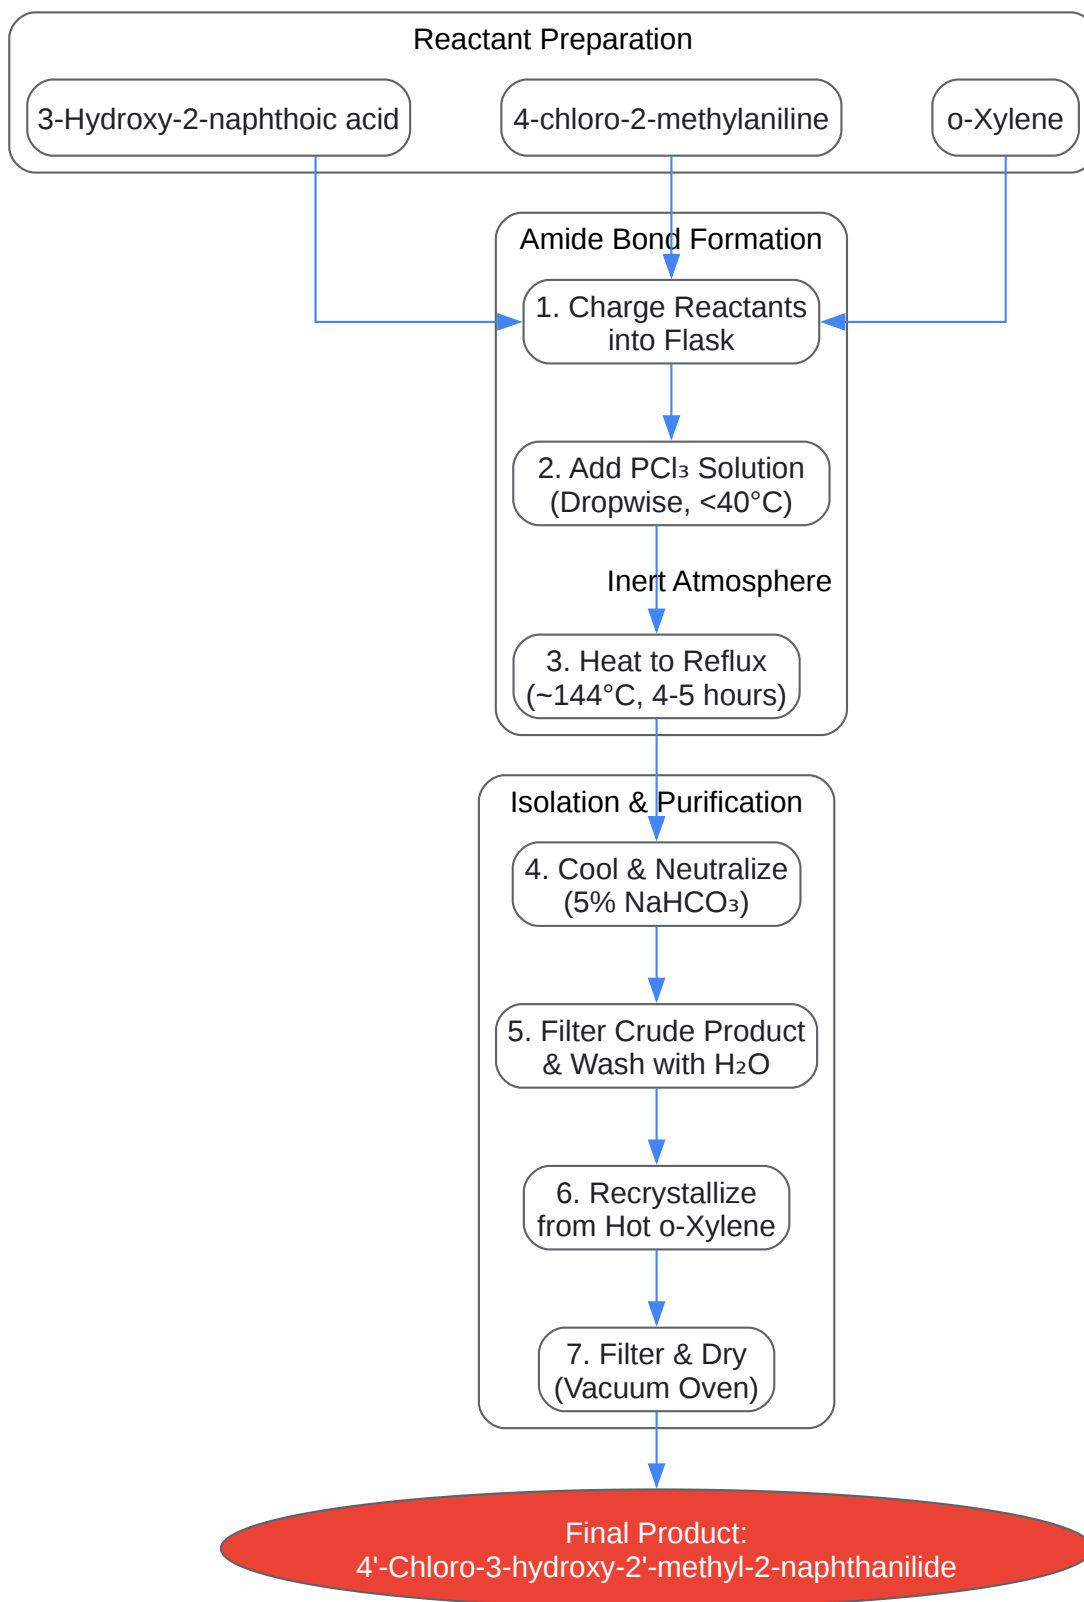 Reactant Preparation
3-Hydroxy-2-naphthoic acid
4-chloro-2-methylaniline
o-Xylene
Amide Bond Formation
1. Charge Reactants
into Flask
2. Add PCl₃ Solution
(Dropwise, <40°C)
Inert Atmosphere
3. Heat to Reflux
(~144°C, 4-5 hours)
Isolation & Purification
4. Cool & Neutralize
(5% NaHCO₃)
5. Filter Crude Product
& Wash with H₂O
6. Recrystallize
from Hot o-Xylene
7. Filter & Dry
(Vacuum Oven)
Final Product:
4'-Chloro-3-hydroxy-2'-methyl-2-naphthanilide